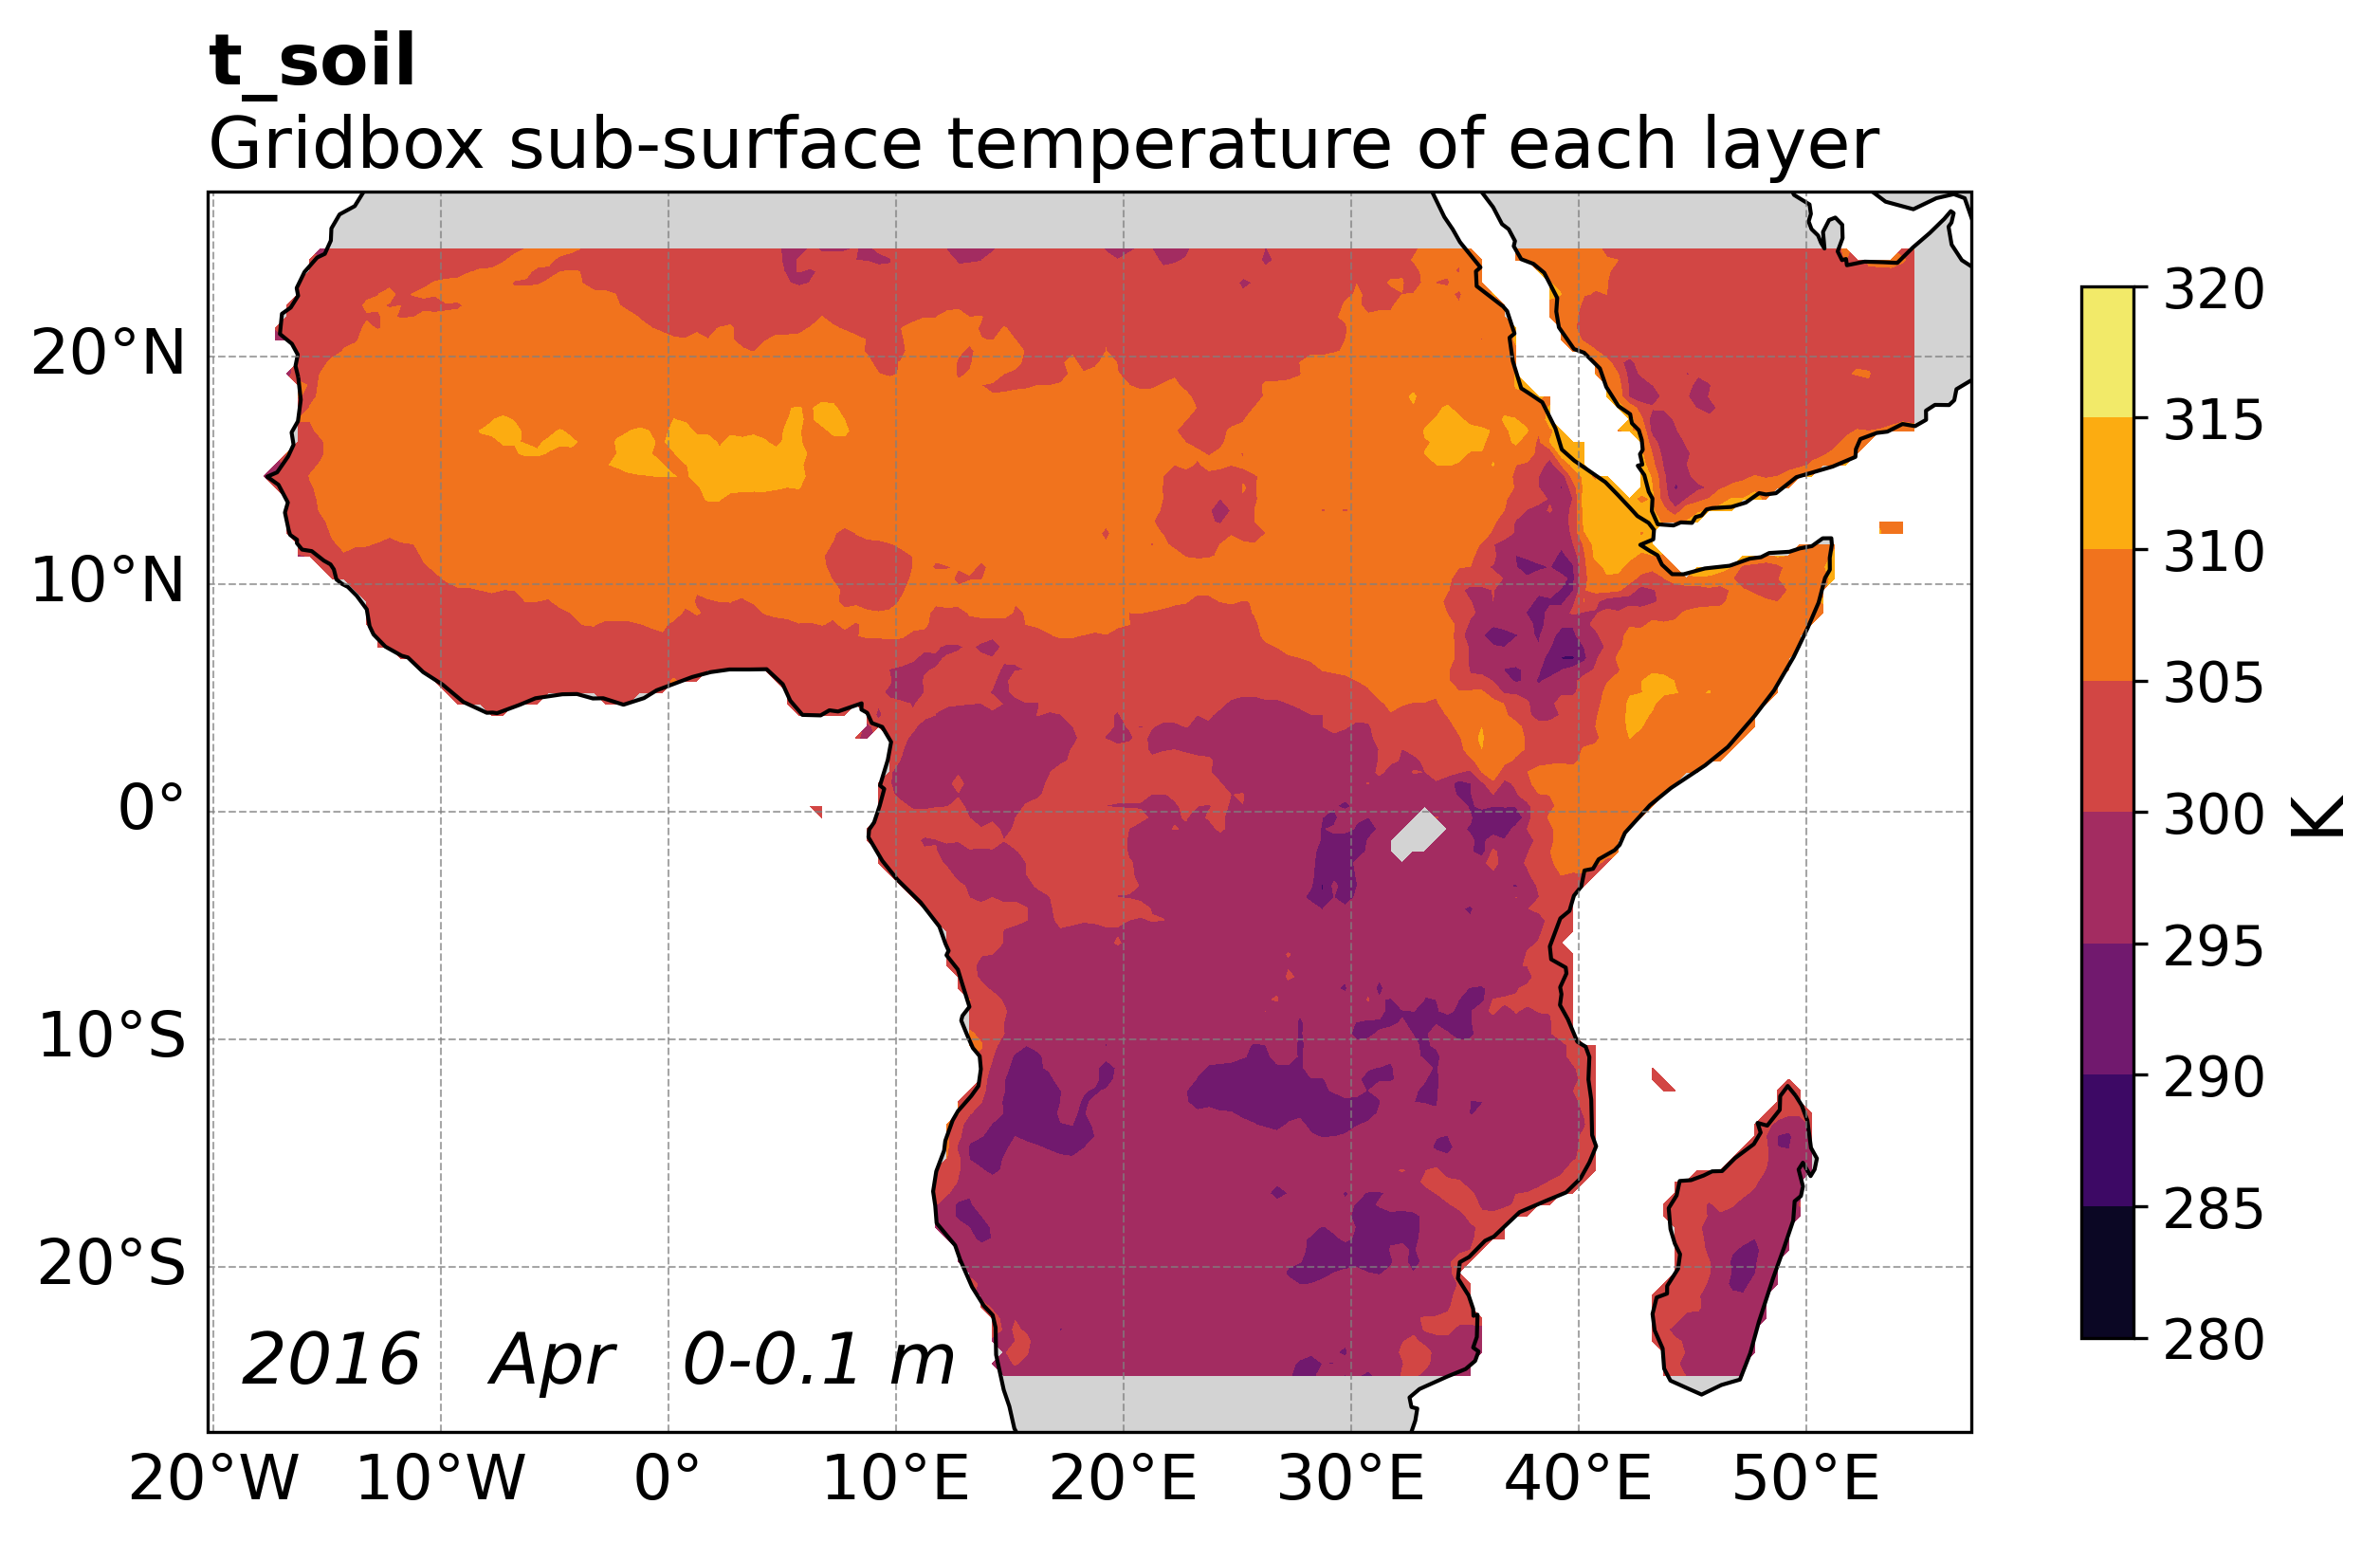 t_soil
Gridbox sub-surface temperature of each layer
320
20°N
315
10°N
310
305
0°
300
K
295
10°S
290
285
20°S
2016 Apr 0-0.1 m
280
20°W 10°W 0° 10°E 20°E 30°E 40°E 50°E